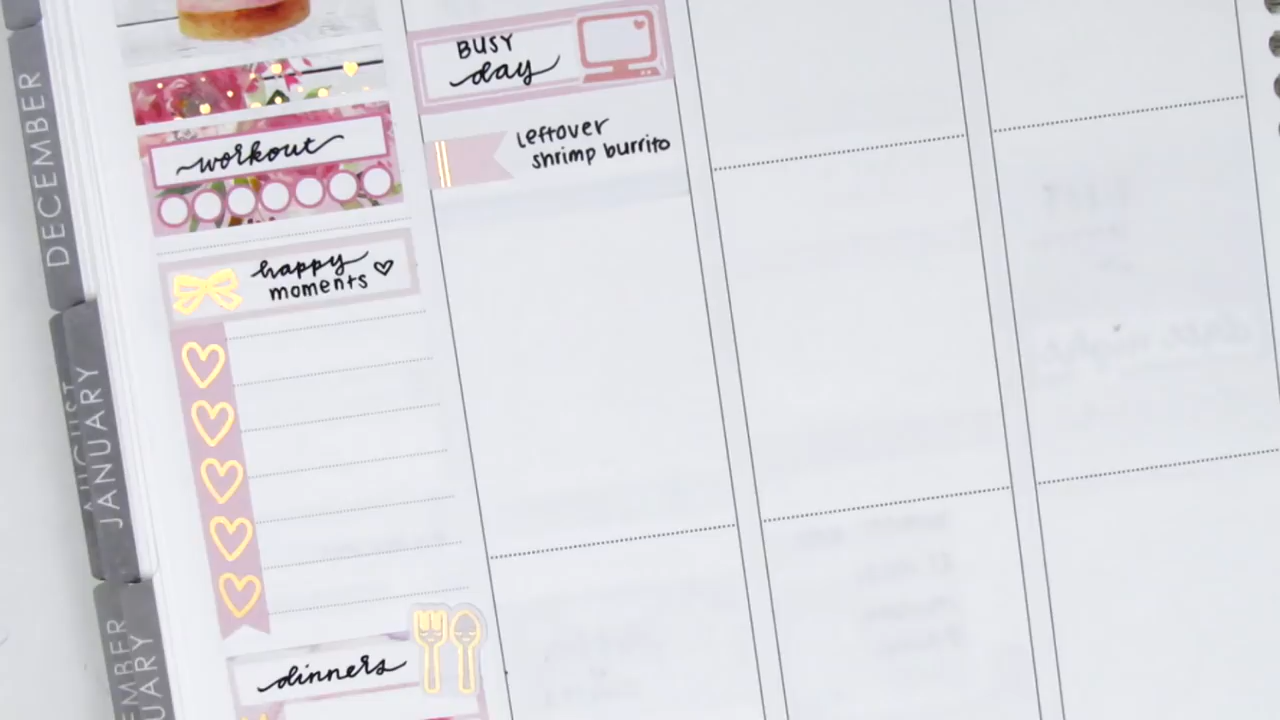 DECEMBER
JANUARY
workout
happy
moments
dinners
BUSY
day
leftover
shrimp burrito